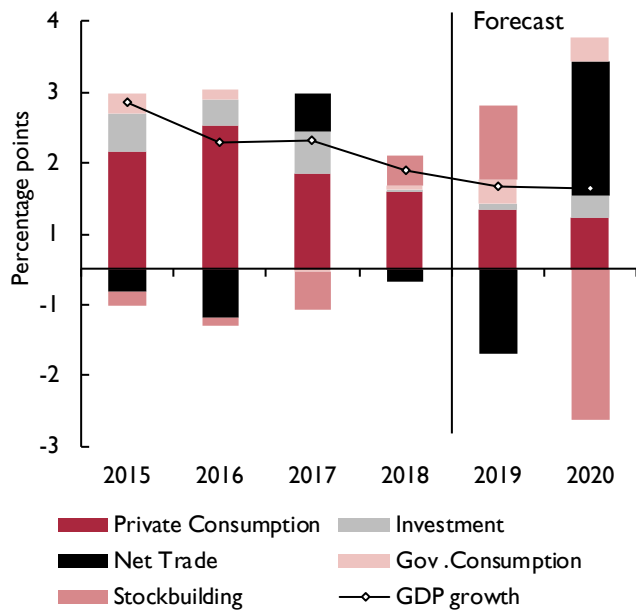 Forecast
Percentage points
4
3
2
1
-1
-2
-3
2015 2016 2017 2018 2019 2020
Private Consumption Investment
Net Trade Gov .Consumption
Stockbuilding GDP growth